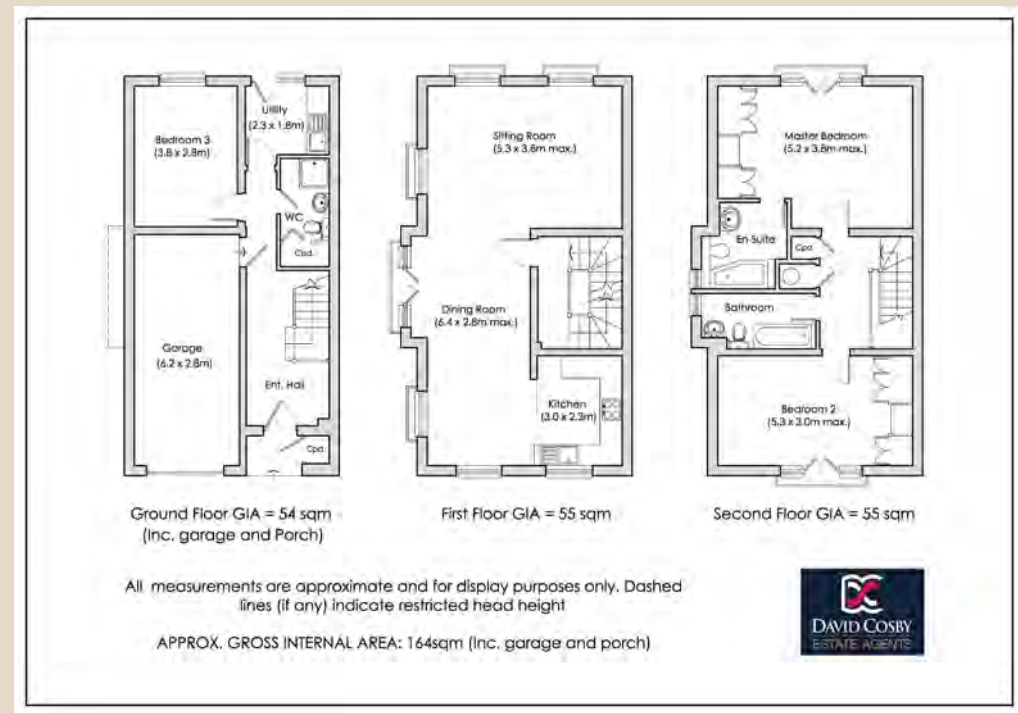 Utility
(2.3 x 1.8m)
Bedroom 3
(3.8 x 2.8m)
WC
Cpd.
Garage
(6.2 x 2.8m)
Ent. Hall
Cpd.
Sitting Room
(5.3 x 3.8m max.)
Dining Room
(6.4 x 2.8m max.)
Kitchen
(3.0 x 2.3m)
Master Bedroom
(5.2 x 3.8m max.)
En-Suite
Cpd.
Bathroom
Bedroom 2
(5.3 x 3.0m max.)
Ground Floor GIA = 54 sqm
(Inc. garage and Porch)
First Floor GIA = 55 sqm
Second Floor GIA = 55 sqm
All measurements are approximate and for display purposes only. Dashed
lines (if any) indicate restricted head height
APPROX. GROSS INTERNAL AREA: 164sqm (Inc. garage and porch)
DAVID COSBY
ESTATE AGENTS